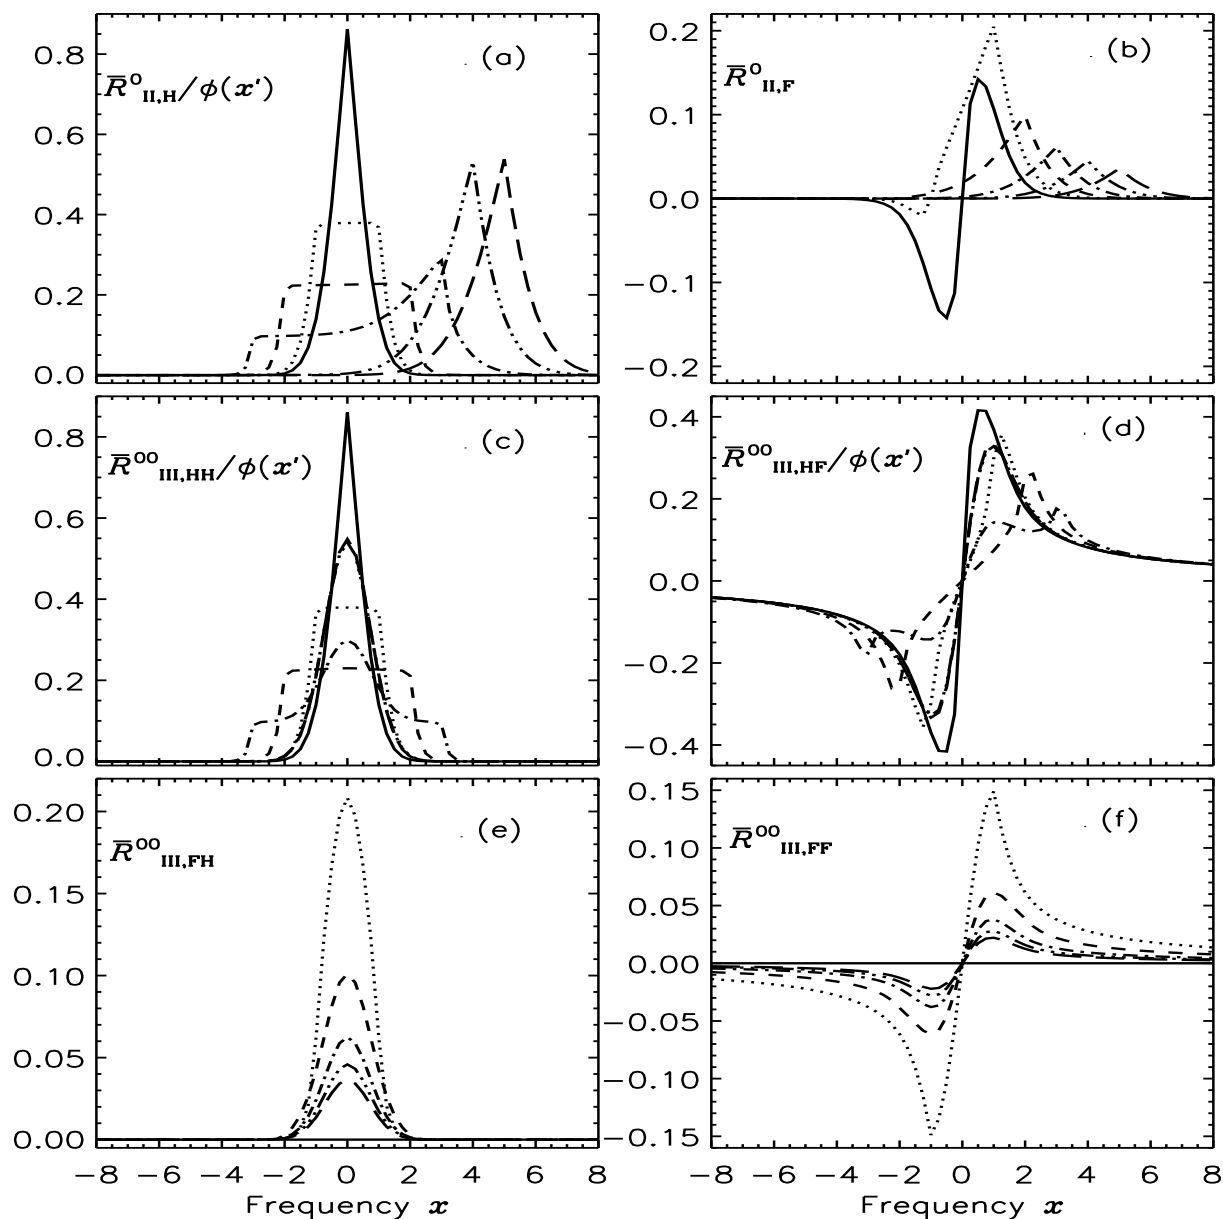 (a)
R̅⁰II,H/φ(x′)
0.8
0.6
0.4
0.2
0.0
(b)
R̅⁰II,F
0.2
0.1
0.0
−0.1
−0.2
(c)
R̅⁰⁰III,HH/φ(x′)
0.8
0.6
0.4
0.2
0.0
(d)
R̅⁰⁰III,HF/φ(x′)
0.4
0.2
0.0
−0.2
−0.4
(e)
R̅⁰⁰III,FH
0.20
0.15
0.10
0.05
0.00
−8 −6 −4 −2 0 2 4 6 8
Frequency x
(f)
R̅⁰⁰III,FF
0.15
0.10
0.05
0.00
−0.05
−0.10
−0.15
−8 −6 −4 −2 0 2 4 6 8
Frequency x